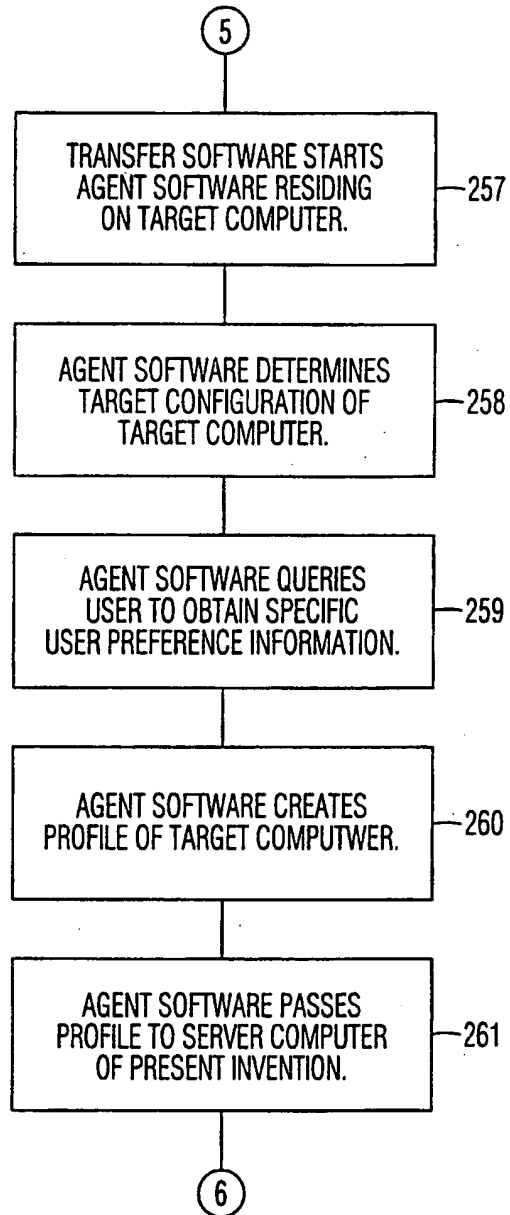 5
TRANSFER SOFTWARE STARTS
AGENT SOFTWARE RESIDING
ON TARGET COMPUTER.
257
AGENT SOFTWARE DETERMINES
TARGET CONFIGURATION OF
TARGET COMPUTER.
258
AGENT SOFTWARE QUERIES
USER TO OBTAIN SPECIFIC
USER PREFERENCE INFORMATION.
259
AGENT SOFTWARE CREATES
PROFILE OF TARGET COMPUTWER.
260
AGENT SOFTWARE PASSES
PROFILE TO SERVER COMPUTER
OF PRESENT INVENTION.
261
6